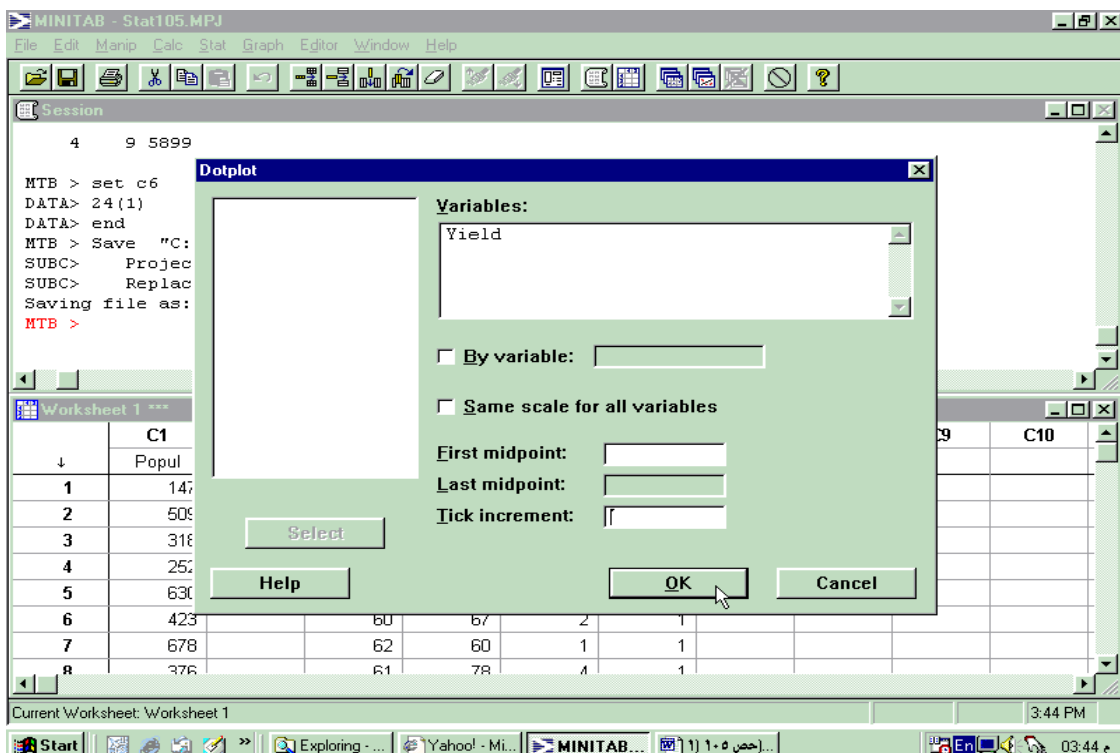 MINITAB - Stat105.MPJ
File Edit Manip Calc Stat Graph Editor Window Help
Session
4 9 5899
MTB > set c6
DATA> 24(1)
DATA> end
MTB > Save "C:
SUBC> Projec
SUBC> Replac
Saving file as:
MTB >
Dotplot
Variables:
Yield
By variable:
Same scale for all variables
First midpoint:
Last midpoint:
Tick increment:
Select
Help OK Cancel
Worksheet 1 ***
C1 C9 C10
↓ Popul
1 147
2 509
3 318
4 252
5 630
6 423 60 67 2 1
7 678 62 60 1 1
8 376 61 78 4 1
Current Worksheet: Worksheet 1 3:44 PM
Start » Exploring - ... Yahoo! - Mi... MINITAB... حص ١٠٥ (1)... En 03:44 م